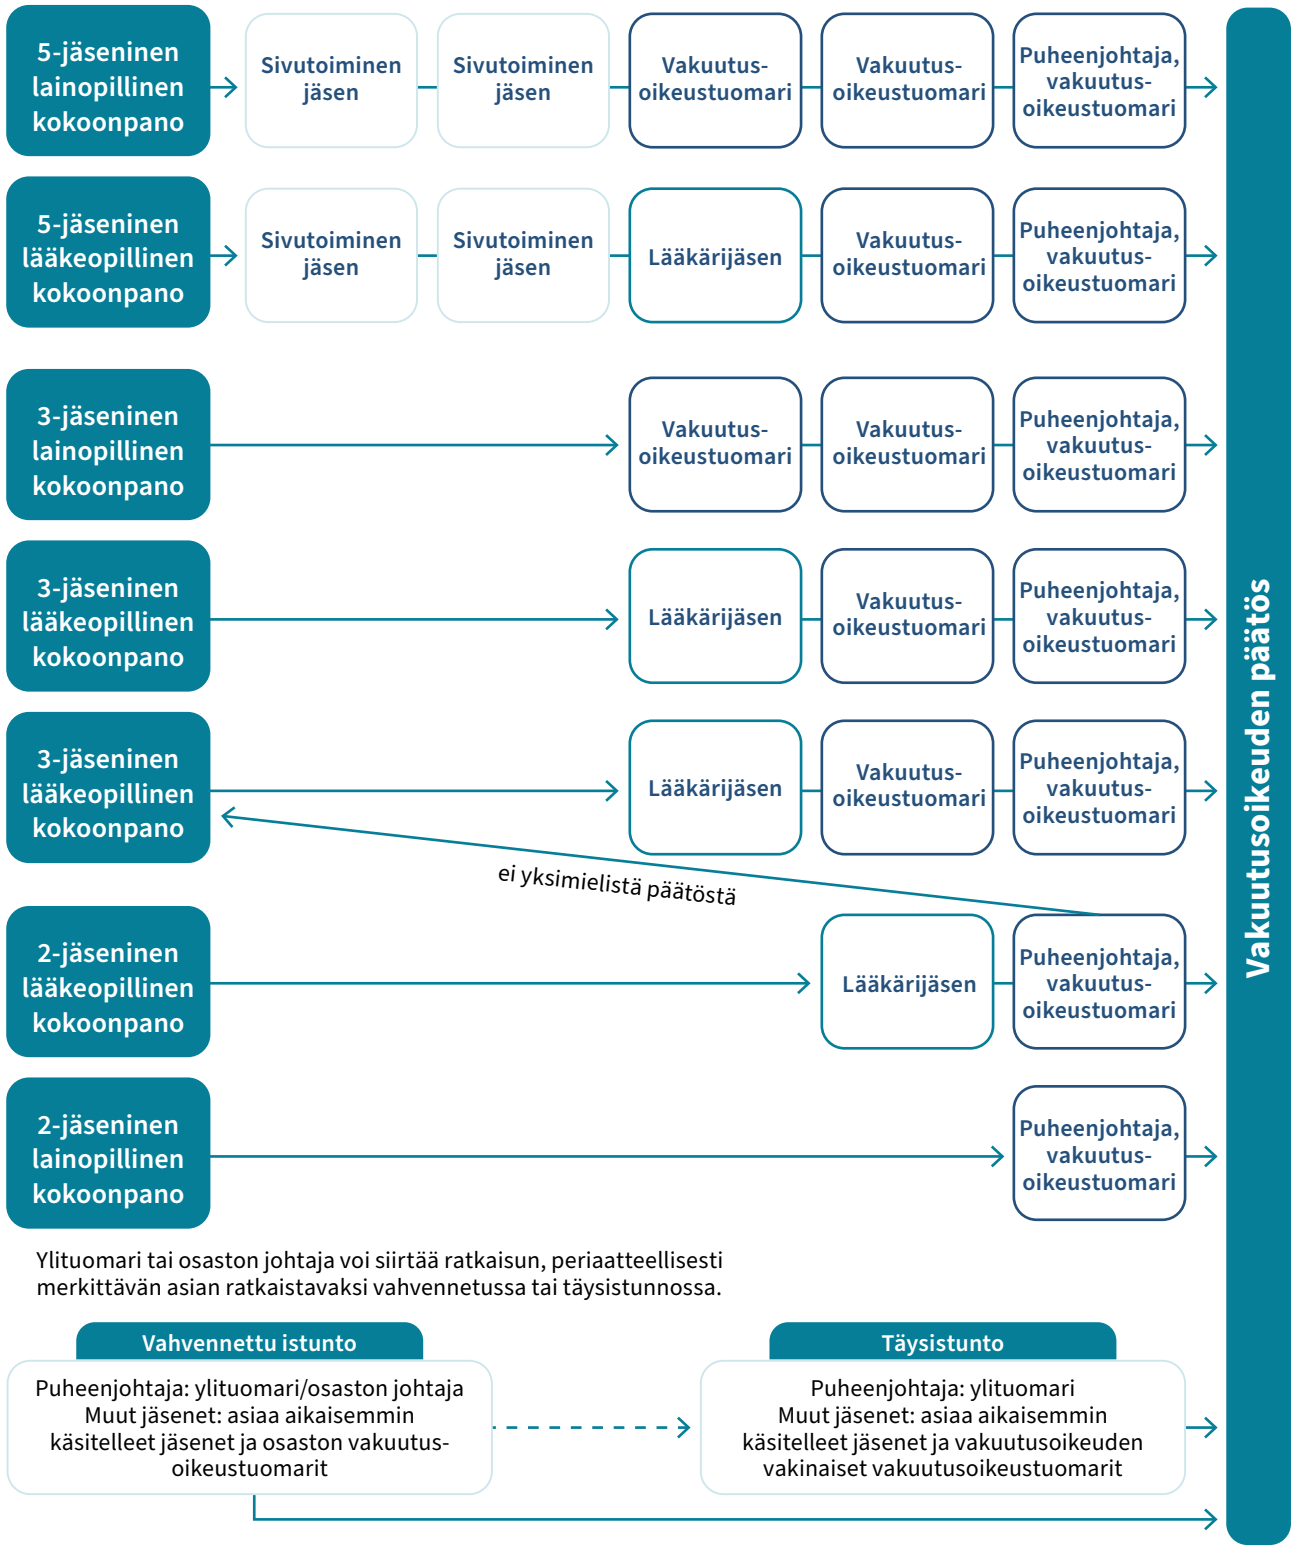 5-jäseninen
lainopillinen
kokoonpano
Sivutoiminen
jäsen
Sivutoiminen
jäsen
Vakuutus-
oikeustuomari
Vakuutus-
oikeustuomari
Puheenjohtaja,
vakuutus-
oikeustuomari
5-jäseninen
lääkeopillinen
kokoonpano
Sivutoiminen
jäsen
Sivutoiminen
jäsen
Lääkärijäsen
Vakuutus-
oikeustuomari
Puheenjohtaja,
vakuutus-
oikeustuomari
3-jäseninen
lainopillinen
kokoonpano
Vakuutus-
oikeustuomari
Vakuutus-
oikeustuomari
Puheenjohtaja,
vakuutus-
oikeustuomari
3-jäseninen
lääkeopillinen
kokoonpano
Lääkärijäsen
Vakuutus-
oikeustuomari
Puheenjohtaja,
vakuutus-
oikeustuomari
3-jäseninen
lääkeopillinen
kokoonpano
Lääkärijäsen
Vakuutus-
oikeustuomari
Puheenjohtaja,
vakuutus-
oikeustuomari
ei yksimielistä päätöstä
2-jäseninen
lääkeopillinen
kokoonpano
Lääkärijäsen
Puheenjohtaja,
vakuutus-
oikeustuomari
2-jäseninen
lainopillinen
kokoonpano
Puheenjohtaja,
vakuutus-
oikeustuomari
Ylituomari tai osaston johtaja voi siirtää ratkaisun, periaatteellisesti
merkittävän asian ratkaistavaksi vahvennetussa tai täysistunnossa.
Vahvennettu istunto
Puheenjohtaja: ylituomari/osaston johtaja
Muut jäsenet: asiaa aikaisemmin
käsitelleet jäsenet ja osaston vakuutus-
oikeustuomarit
Täysistunto
Puheenjohtaja: ylituomari
Muut jäsenet: asiaa aikaisemmin
käsitelleet jäsenet ja vakuutusoikeuden
vakinaiset vakuutusoikeustuomarit
Vakuutusoikeuden päätös